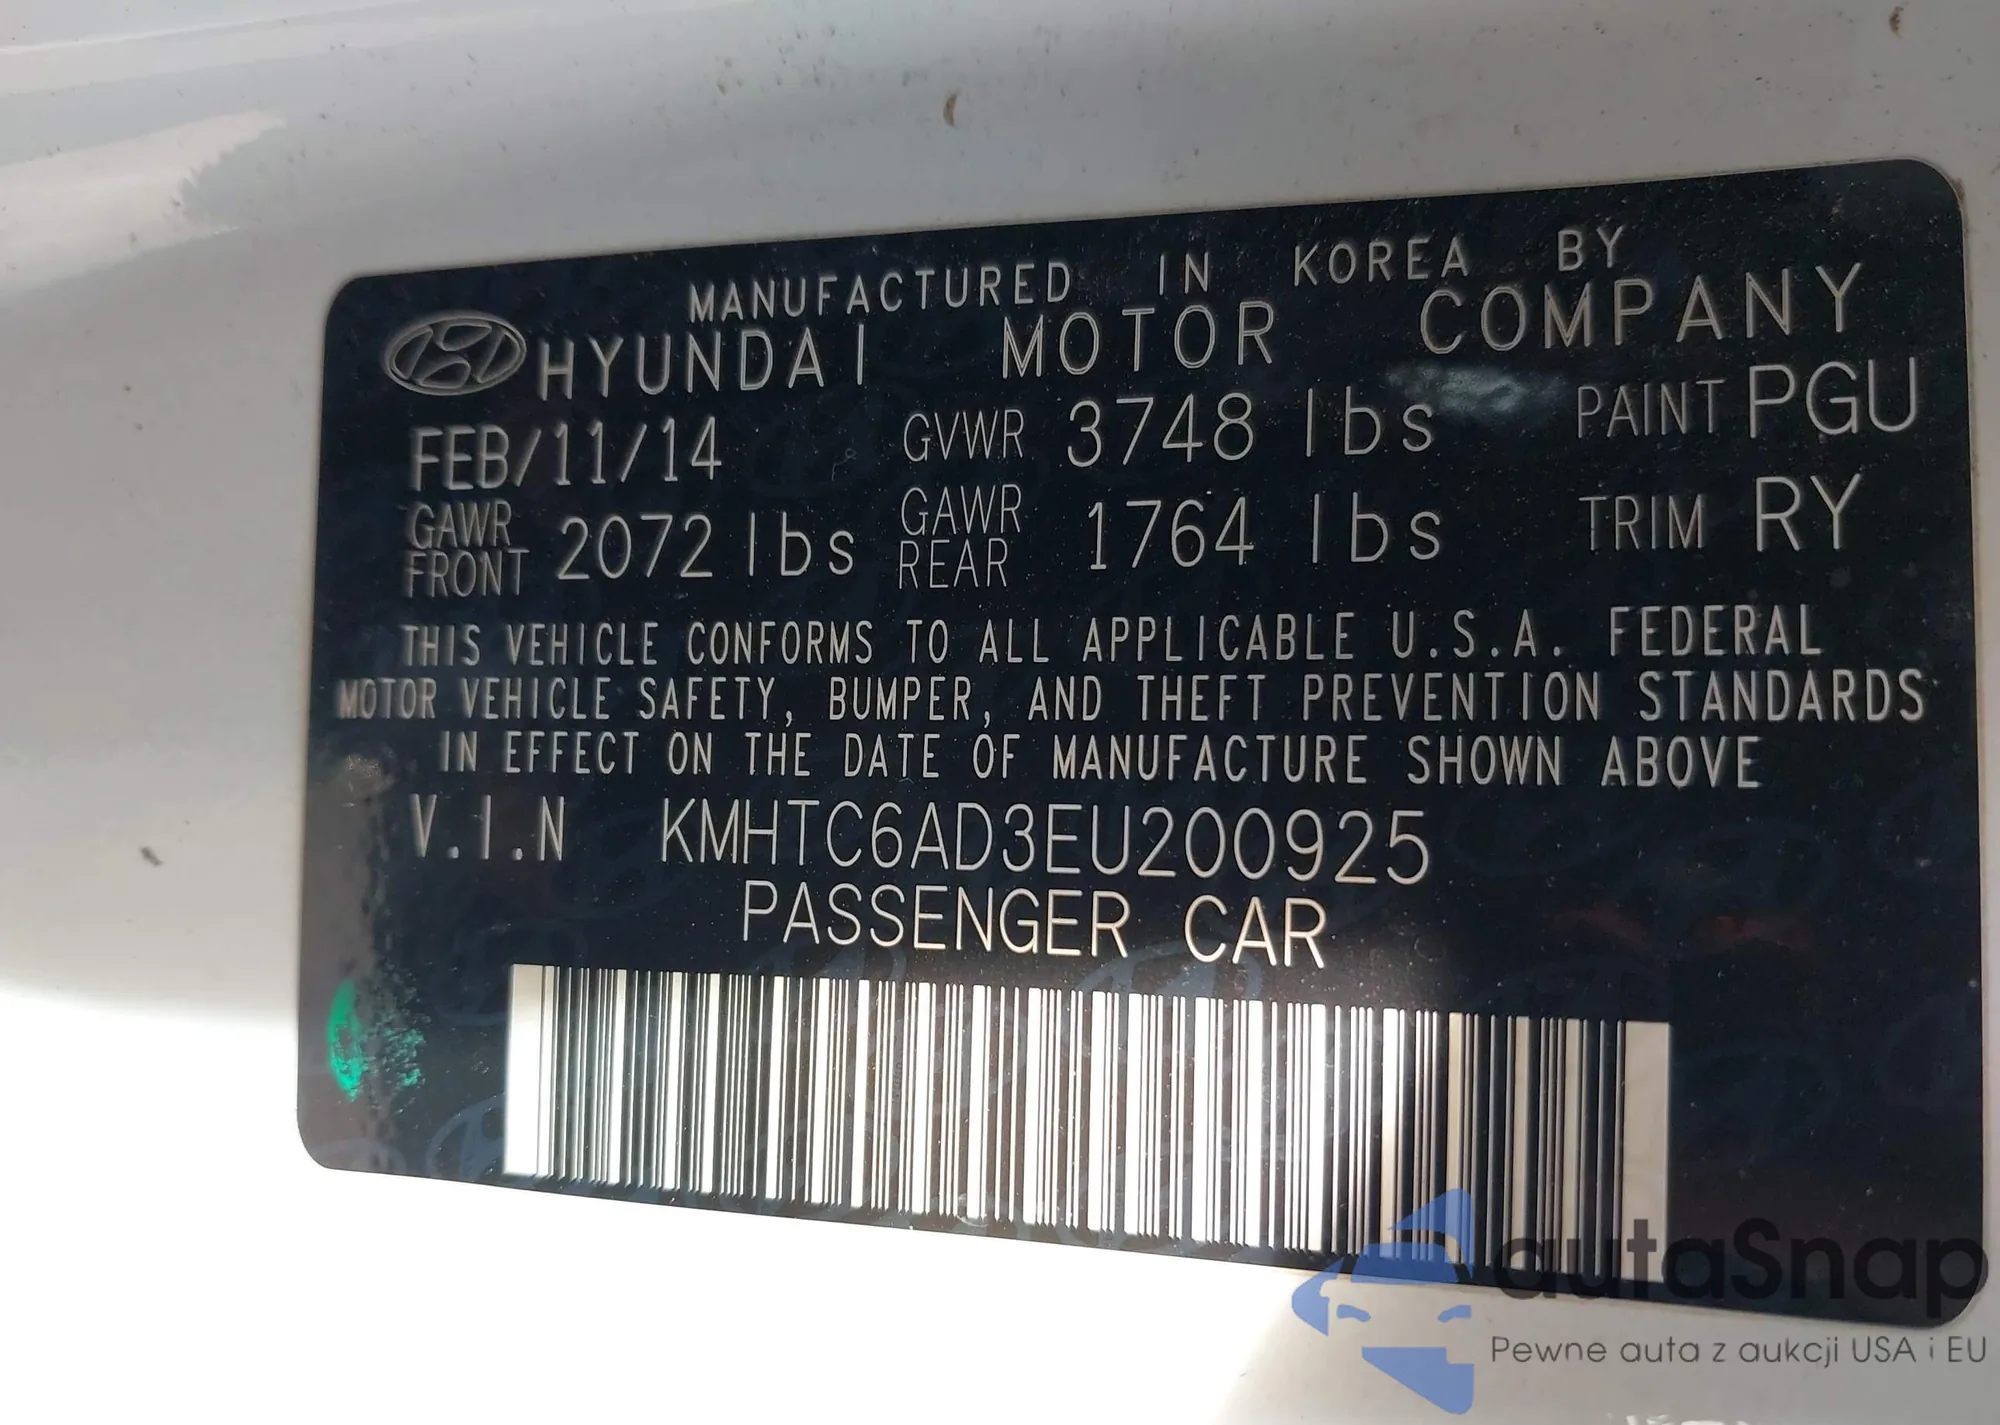 MANUFACTURED IN KOREA BY
HYUNDAI MOTOR COMPANY
FEB/11/14 GVWR 3748 lbs PAINT PGU
GAWR FRONT 2072 lbs GAWR REAR 1764 lbs TRIM RY
THIS VEHICLE CONFORMS TO ALL APPLICABLE U.S.A. FEDERAL
MOTOR VEHICLE SAFETY, BUMPER, AND THEFT PREVENTION STANDARDS
IN EFFECT ON THE DATE OF MANUFACTURE SHOWN ABOVE
V.I.N KMHTC6AD3EU200925
PASSENGER CAR
autaSnap
Pewne auta z aukcji USA i EU